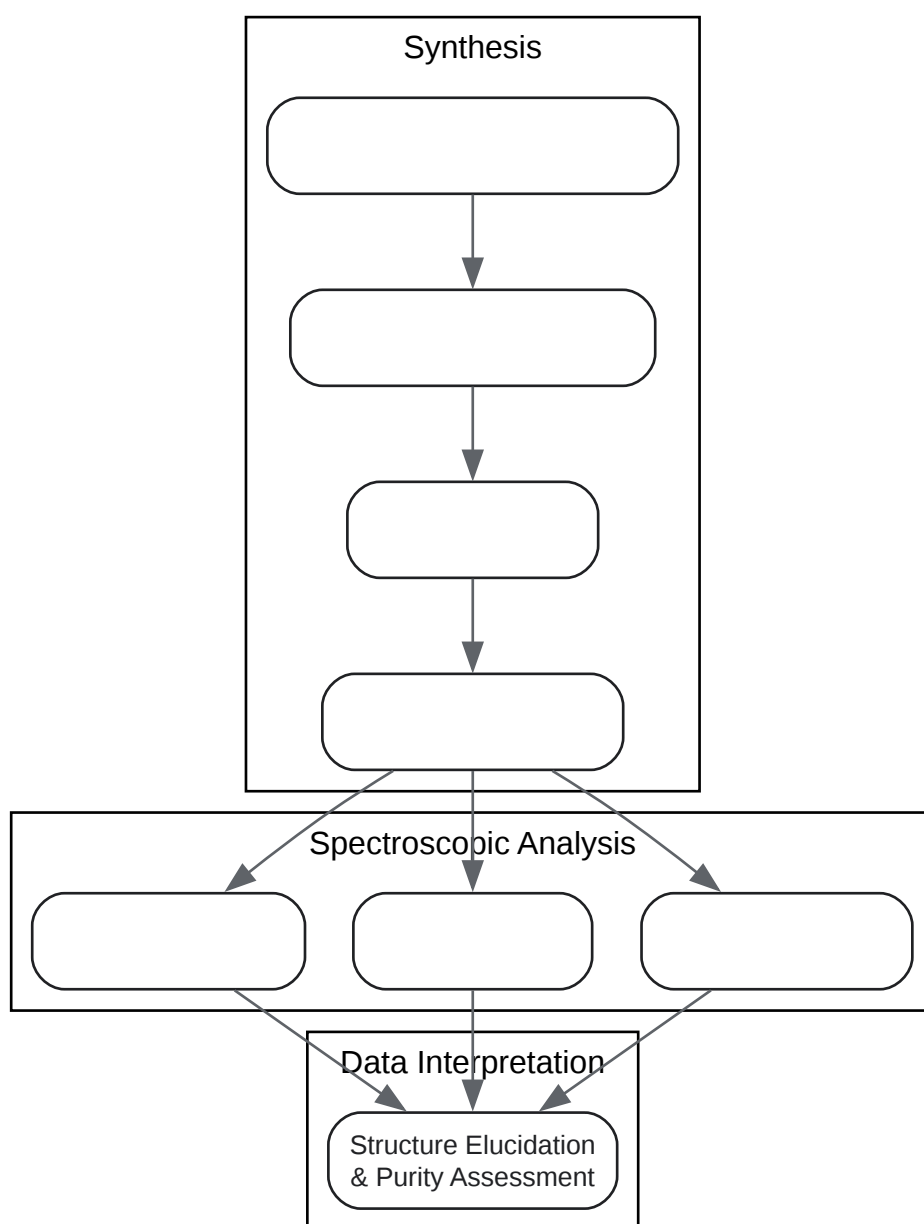 Synthesis
Spectroscopic Analysis
Data Interpretation
Structure Elucidation
& Purity Assessment